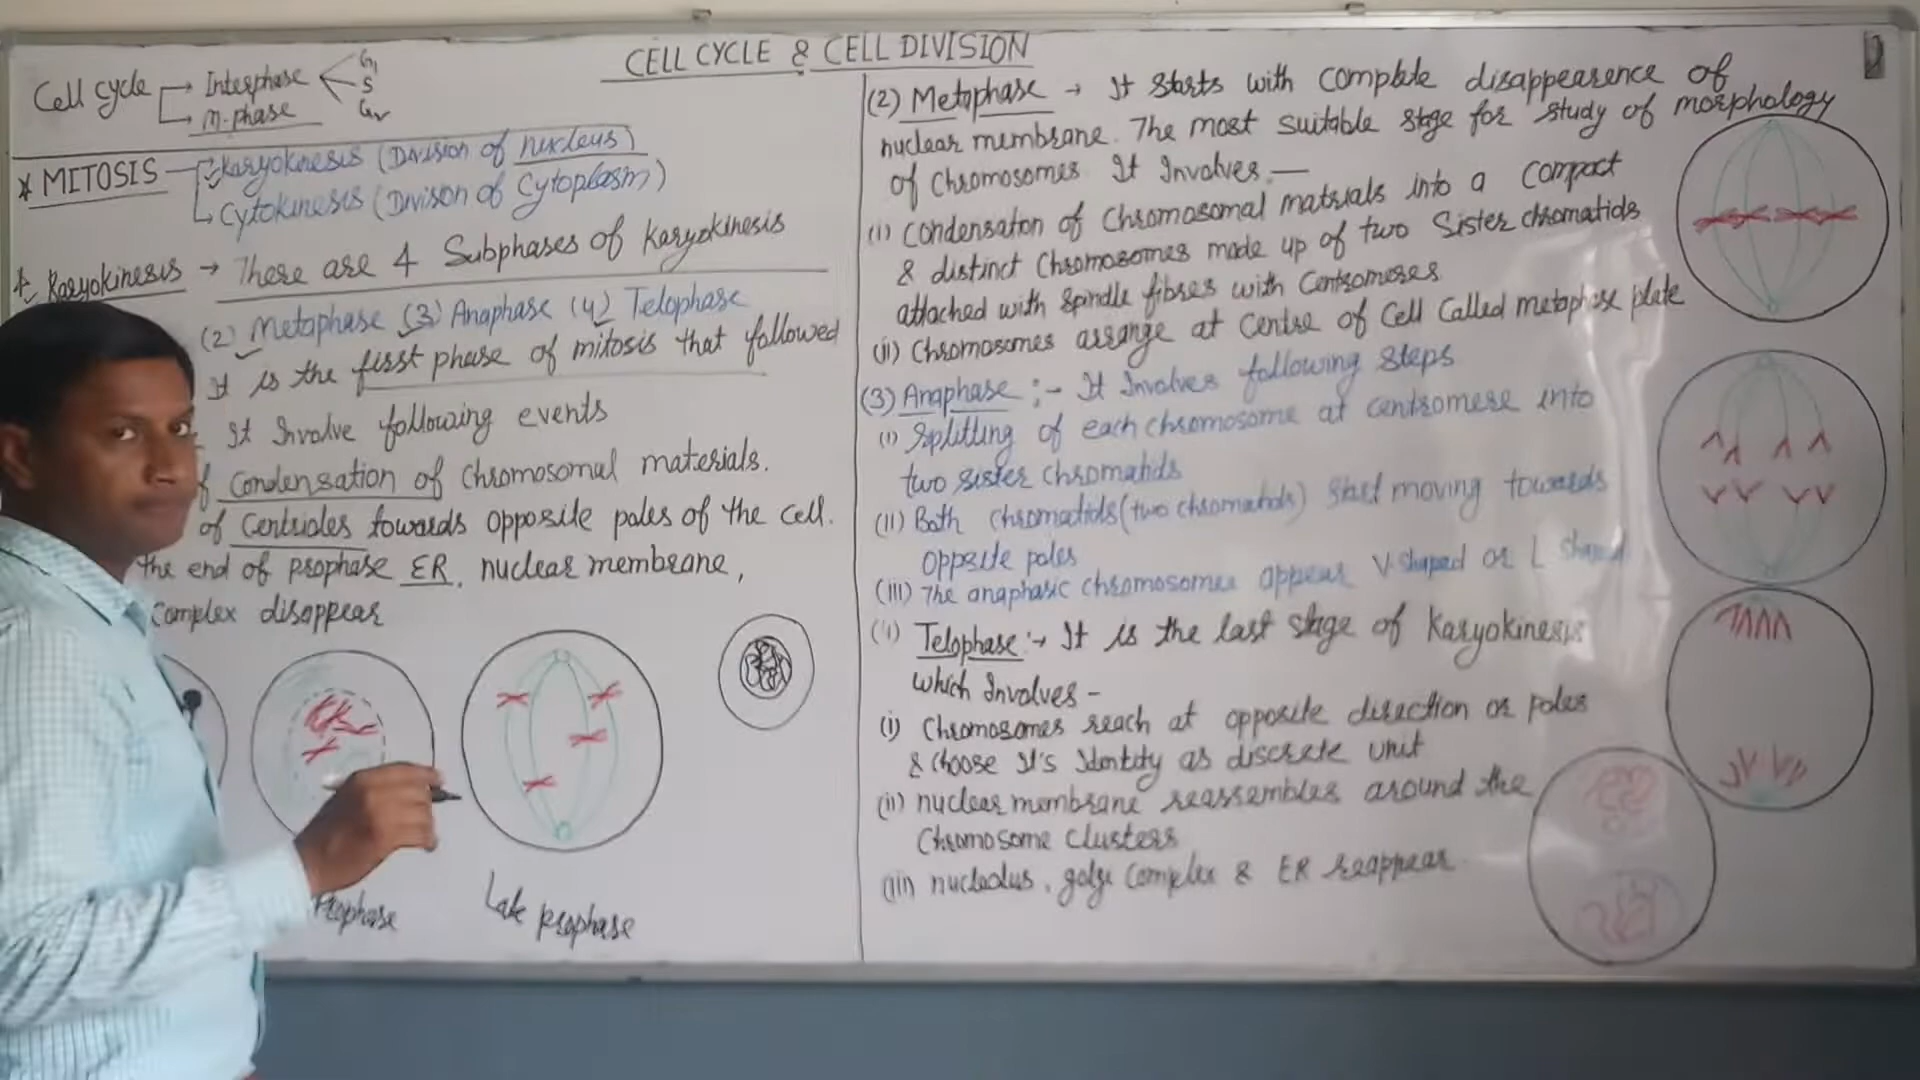 CELL CYCLE & CELL DIVISION
Cell cycle → Interphase
G1
S
G2
→ M-phase
* MITOSIS
Karyokinesis (Division of nucleus)
Cytokinesis (Divison of Cytoplasm)
Karyokinesis → There are 4 Subphases of Karyokinesis
(2) Metaphase (3) Anaphase (4) Telophase
It is the first phase of mitosis that followed
It Involve following events
Condensation of chromosomal materials.
of Centrioles towards opposite poles of the cell.
the end of prophase ER, nuclear membrane,
Complex disappear
Prophase
Late prophase
(2) Metaphase → It starts with complete disappearence of
nuclear membrane. The most suitable stage for study of morphology
of chromosomes. It Involves —
(i) Condensaton of Chromosomal matrials into a compact
& distinct Chromosomes made up of two Sister chromatids
attached with spindle fibres with Centromeres
(ii) Chromosomes arrange at Centre of Cell Called metaphase plate
(3) Anaphase :- It Involves following steps
(i) Splitting of each chromosome at centromere into
two sister chromatids
(ii) Both chromatids (two chromatids) start moving towards
opposite poles
(iii) The anaphasic chromosomes appear V-shaped or L shaped
Telophase :→ It is the last stage of Karyokinesis
which Involves -
(i) Chromosomes reach at opposite direction or poles
& choose It's Identity as discrete unit
(ii) nuclear membrane reassembles around the
Chromosome clusters
(iii) nucleolus, golgi complex & ER reappear